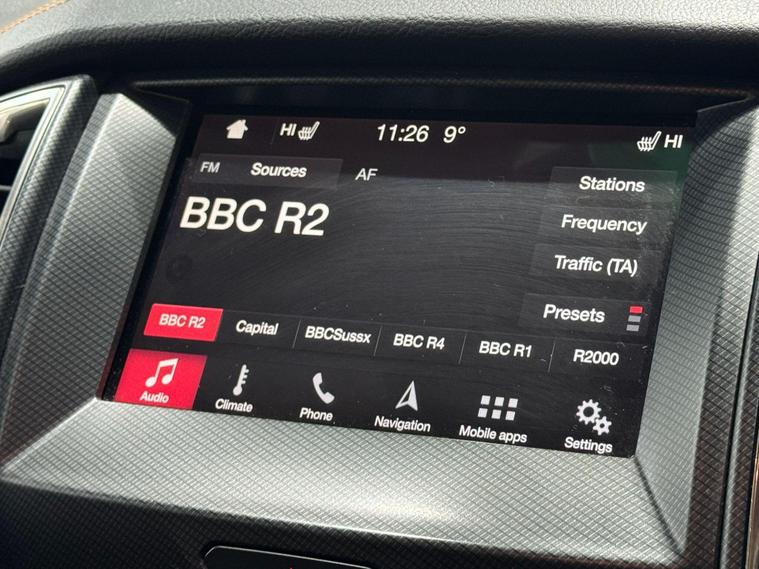 HI 11:26 9° HI
FM Sources AF Stations
BBC R2
Frequency
Traffic (TA)
Presets
BBC R2 Capital BBCSussx BBC R4 BBC R1 R2000
Audio Climate Phone Navigation Mobile apps Settings